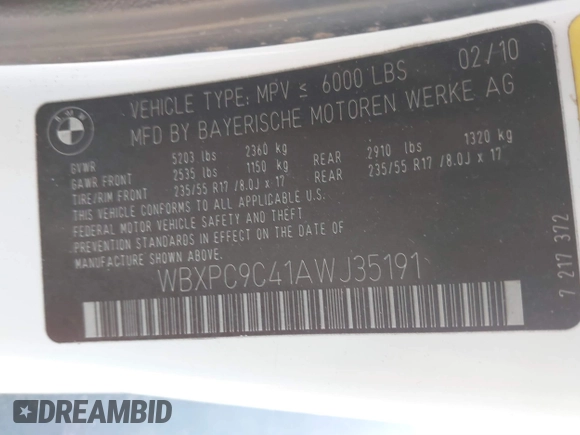 02/10
VEHICLE TYPE: MPV ≤ 6000 LBS
MFD BY BAYERISCHE MOTOREN WERKE AG
BMW
GVWR 5203 lbs 2360 kg
GAWR FRONT 2535 lbs 1150 kg REAR 2910 lbs 1320 kg
TIRE/RIM FRONT 235/55 R17 /8.0J x 17 REAR 235/55 R17 /8.0J x 17
THIS VEHICLE CONFORMS TO ALL APPLICABLE U.S.
FEDERAL MOTOR VEHICLE SAFETY AND THEFT
PREVENTION STANDARDS IN EFFECT ON THE DATE OF
MANUFACTURE SHOWN ABOVE.
WBXPC9C41AWJ35191
7 217 372
DREAMBID